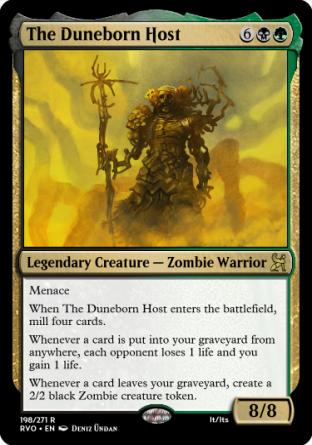 The Duneborn Host 6
Legendary Creature — Zombie Warrior
Menace
When The Duneborn Host enters the battlefield,
mill four cards.
Whenever a card is put into your graveyard from
anywhere, each opponent loses 1 life and you
gain 1 life.
Whenever a card leaves your graveyard, create a
2/2 black Zombie creature token.
8/8
198/271 R It/Its
RVO • EN Deniz Ündan